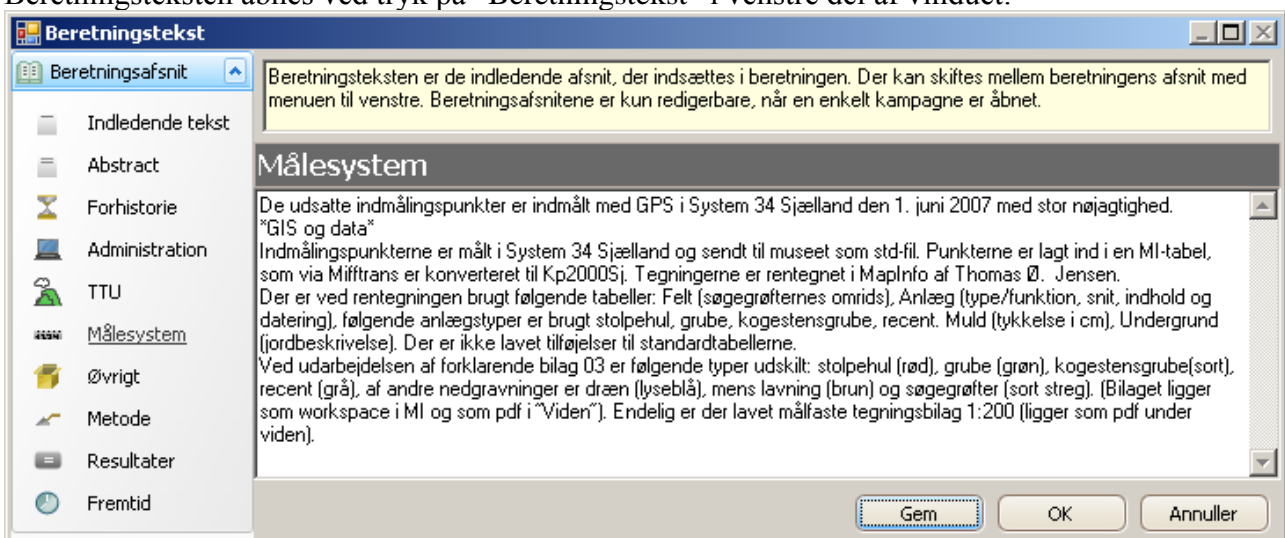 Beretningsteksten åbnes ved tryk på "Beretningstekst" i venstre del af vinduet.
Beretningstekst
Beretningsafsnit
Indledende tekst
Abstract
Forhistorie
Administration
TTU
Målesystem
Øvrigt
Metode
Resultater
Fremtid
Beretningsteksten er de indledende afsnit, der indsættes i beretningen. Der kan skiftes mellem beretningens afsnit med
menuen til venstre. Beretningsafsnitene er kun redigerbare, når en enkelt kampagne er åbnet.
Målesystem
De udsatte indmålingspunkter er indmålt med GPS i System 34 Sjælland den 1. juni 2007 med stor nøjagtighed.
*GIS og data*
Indmålingspunkterne er målt i System 34 Sjælland og sendt til museet som std-fil. Punkterne er lagt ind i en MI-tabel,
som via Mifftrans er konverteret til Kp2000Sj. Tegningerne er rentegnet i MapInfo af Thomas Ø.  Jensen.
Der er ved rentegningen brugt følgende tabeller: Felt (søgegrøfternes omrids), Anlæg (type/funktion, snit, indhold og
datering), følgende anlægstyper er brugt stolpehul, grube, kogestensgrube, recent. Muld (tykkelse i cm), Undergrund
(jordbeskrivelse). Der er ikke lavet tilføjelser til standardtabellerne.
Ved udarbejdelsen af forklarende bilag 03 er følgende typer udskilt: stolpehul (rød), grube (grøn), kogestensgrube(sort),
recent (grå), af andre nedgravninger er dræn (lyseblå), mens lavning (brun) og søgegrøfter (sort streg). (Bilaget ligger
som workspace i MI og som pdf i "Viden"). Endelig er der lavet målfaste tegningsbilag 1:200 (ligger som pdf under
viden).
Gem
OK
Annuller